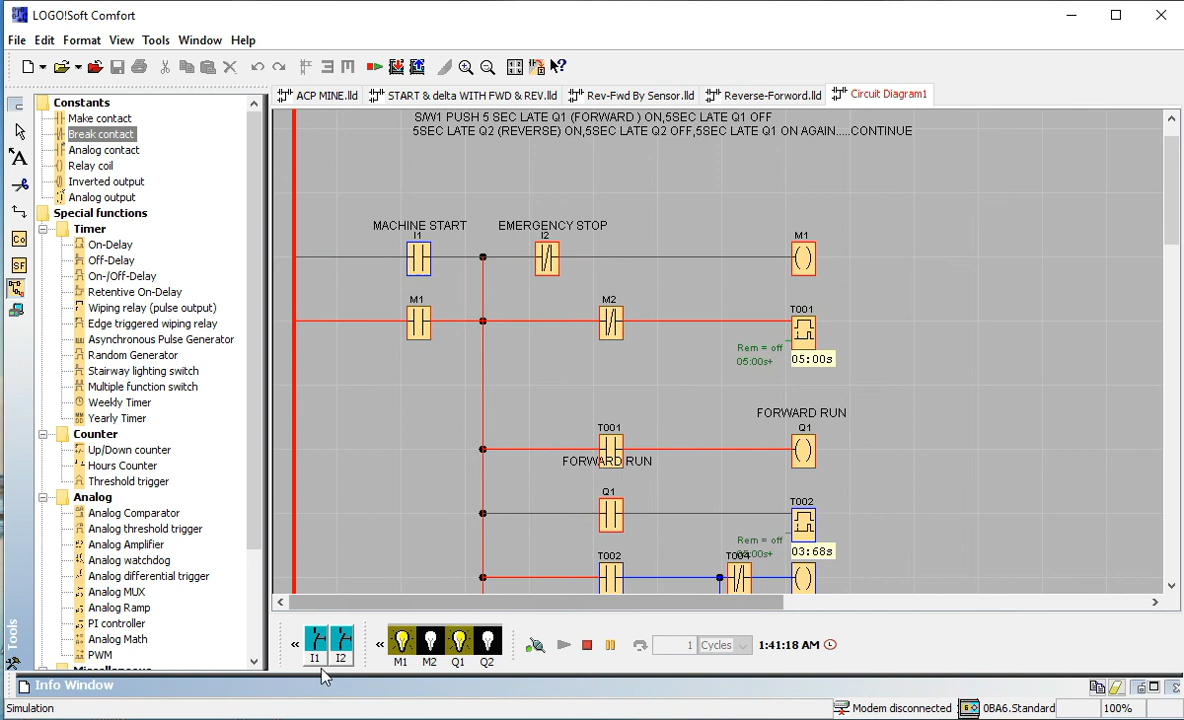 LOGO!Soft Comfort
File Edit Format View Tools Window Help
ACP MINE.lld START & delta WITH FWD & REV.lld Rev-Fwd By Sensor.lld Reverse-Forword.lld Circuit Diagram1
Constants
Make contact
Break contact
Analog contact
Relay coil
Inverted output
Analog output
Special functions
Timer
On-Delay
Off-Delay
On-/Off-Delay
Retentive On-Delay
Wiping relay (pulse output)
Edge triggered wiping relay
Asynchronous Pulse Generator
Random Generator
Stairway lighting switch
Multiple function switch
Weekly Timer
Yearly Timer
Counter
Up/Down counter
Hours Counter
Threshold trigger
Analog
Analog Comparator
Analog threshold trigger
Analog Amplifier
Analog watchdog
Analog differential trigger
Analog MUX
Analog Ramp
PI controller
Analog Math
PWM
Tools
S/W1 PUSH 5 SEC LATE Q1 (FORWARD ) ON,5SEC LATE Q1 OFF
5SEC LATE Q2 (REVERSE) ON,5SEC LATE Q2 OFF,5SEC LATE Q1 ON AGAIN.....CONTINUE
MACHINE START EMERGENCY STOP
I1 I2 M1
M1 M2 T001
Rem = off
05:00s+
05:00s
FORWARD RUN
T001 Q1
FORWARD RUN
Q1 T002
Rem = off
05:00s+
03:68s
T002 T004
I1 I2 M1 M2 Q1 Q2 1 Cycles 1:41:18 AM
Info Window
Simulation Modem disconnected 0BA6.Standard 100%